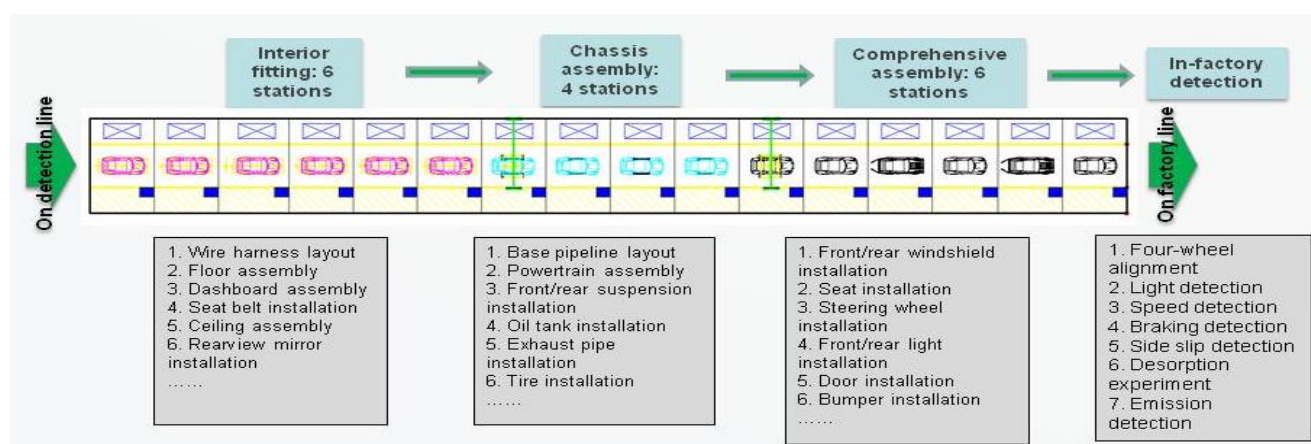 Interior
fitting: 6
stations
Chassis
assembly:
4 stations
Comprehensive
assembly: 6
stations
In-factory
detection
On detection line
On factory line
1. Wire harness layout
2. Floor assembly
3. Dashboard assembly
4. Seat belt installation
5. Ceiling assembly
6. Rearview mirror
installation
……
1. Base pipeline layout
2. Powertrain assembly
3. Front/rear suspension
installation
4. Oil tank installation
5. Exhaust pipe
installation
6. Tire installation
……
1. Front/rear windshield
installation
2. Seat installation
3. Steering wheel
installation
4. Front/rear light
installation
5. Door installation
6. Bumper installation
……
1. Four-wheel
alignment
2. Light detection
3. Speed detection
4. Braking detection
5. Side slip detection
6. Desorption
experiment
7. Emission
detection